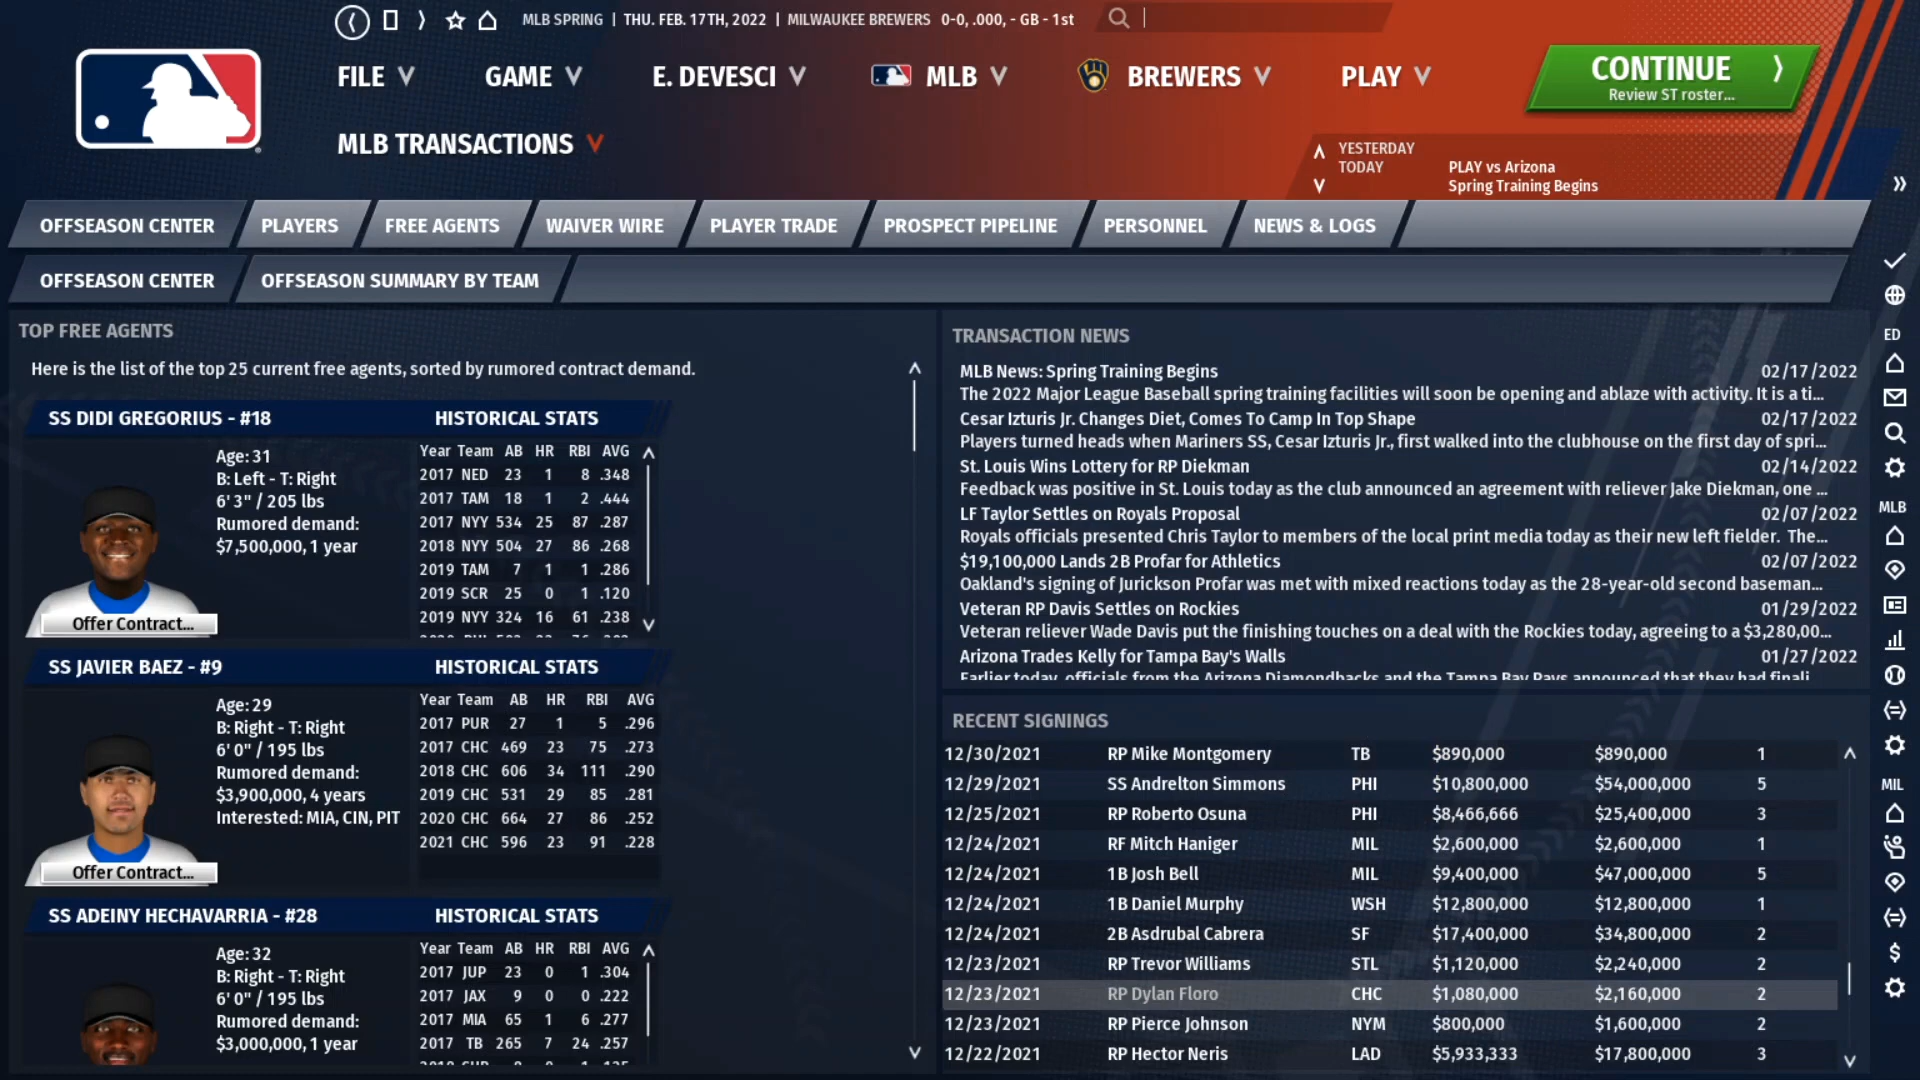 MLB SPRING | THU. FEB. 17TH, 2022 | MILWAUKEE BREWERS 0-0, .000, - GB - 1st
FILE GAME E. DEVESCI MLB BREWERS PLAY
CONTINUE
Review ST roster...
MLB TRANSACTIONS
YESTERDAY
TODAY PLAY vs Arizona
Spring Training Begins
OFFSEASON CENTER PLAYERS FREE AGENTS WAIVER WIRE PLAYER TRADE PROSPECT PIPELINE PERSONNEL NEWS & LOGS
OFFSEASON CENTER OFFSEASON SUMMARY BY TEAM
TOP FREE AGENTS
Here is the list of the top 25 current free agents, sorted by rumored contract demand.
SS DIDI GREGORIUS - #18 HISTORICAL STATS
Age: 31
B: Left - T: Right
6' 3" / 205 lbs
Rumored demand:
$7,500,000, 1 year
Offer Contract...
Year Team AB HR RBI AVG
2017 NED 23 1 8 .348
2017 TAM 18 1 2 .444
2017 NYY 534 25 87 .287
2018 NYY 504 27 86 .268
2019 TAM 7 1 1 .286
2019 SCR 25 0 1 .120
2019 NYY 324 16 61 .238
SS JAVIER BAEZ - #9 HISTORICAL STATS
Age: 29
B: Right - T: Right
6' 0" / 195 lbs
Rumored demand:
$3,900,000, 4 years
Interested: MIA, CIN, PIT
Offer Contract...
Year Team AB HR RBI AVG
2017 PUR 27 1 5 .296
2017 CHC 469 23 75 .273
2018 CHC 606 34 111 .290
2019 CHC 531 29 85 .281
2020 CHC 664 27 86 .252
2021 CHC 596 23 91 .228
SS ADEINY HECHAVARRIA - #28 HISTORICAL STATS
Age: 32
B: Right - T: Right
6' 0" / 195 lbs
Rumored demand:
$3,000,000, 1 year
Year Team AB HR RBI AVG
2017 JUP 23 0 1 .304
2017 JAX 9 0 0 .222
2017 MIA 65 1 6 .277
2017 TB 265 7 24 .257
TRANSACTION NEWS
MLB News: Spring Training Begins 02/17/2022
The 2022 Major League Baseball spring training facilities will soon be opening and ablaze with activity. It is a ti...
Cesar Izturis Jr. Changes Diet, Comes To Camp In Top Shape 02/17/2022
Players turned heads when Mariners SS, Cesar Izturis Jr., first walked into the clubhouse on the first day of spri...
St. Louis Wins Lottery for RP Diekman 02/14/2022
Feedback was positive in St. Louis today as the club announced an agreement with reliever Jake Diekman, one ...
LF Taylor Settles on Royals Proposal 02/07/2022
Royals officials presented Chris Taylor to members of the local print media today as their new left fielder. The...
$19,100,000 Lands 2B Profar for Athletics 02/07/2022
Oakland's signing of Jurickson Profar was met with mixed reactions today as the 28-year-old second baseman...
Veteran RP Davis Settles on Rockies 01/29/2022
Veteran reliever Wade Davis put the finishing touches on a deal with the Rockies today, agreeing to a $3,280,00...
Arizona Trades Kelly for Tampa Bay's Walls 01/27/2022
Earlier today, officials from the Arizona Diamondbacks and the Tampa Bay Rays announced that they had finali
RECENT SIGNINGS
12/30/2021 RP Mike Montgomery TB $890,000 $890,000 1
12/29/2021 SS Andrelton Simmons PHI $10,800,000 $54,000,000 5
12/25/2021 RP Roberto Osuna PHI $8,466,666 $25,400,000 3
12/24/2021 RF Mitch Haniger MIL $2,600,000 $2,600,000 1
12/24/2021 1B Josh Bell MIL $9,400,000 $47,000,000 5
12/24/2021 1B Daniel Murphy WSH $12,800,000 $12,800,000 1
12/24/2021 2B Asdrubal Cabrera SF $17,400,000 $34,800,000 2
12/23/2021 RP Trevor Williams STL $1,120,000 $2,240,000 2
12/23/2021 RP Dylan Floro CHC $1,080,000 $2,160,000 2
12/23/2021 RP Pierce Johnson NYM $800,000 $1,600,000 2
12/22/2021 RP Hector Neris LAD $5,933,333 $17,800,000 3
ED
MLB
MIL